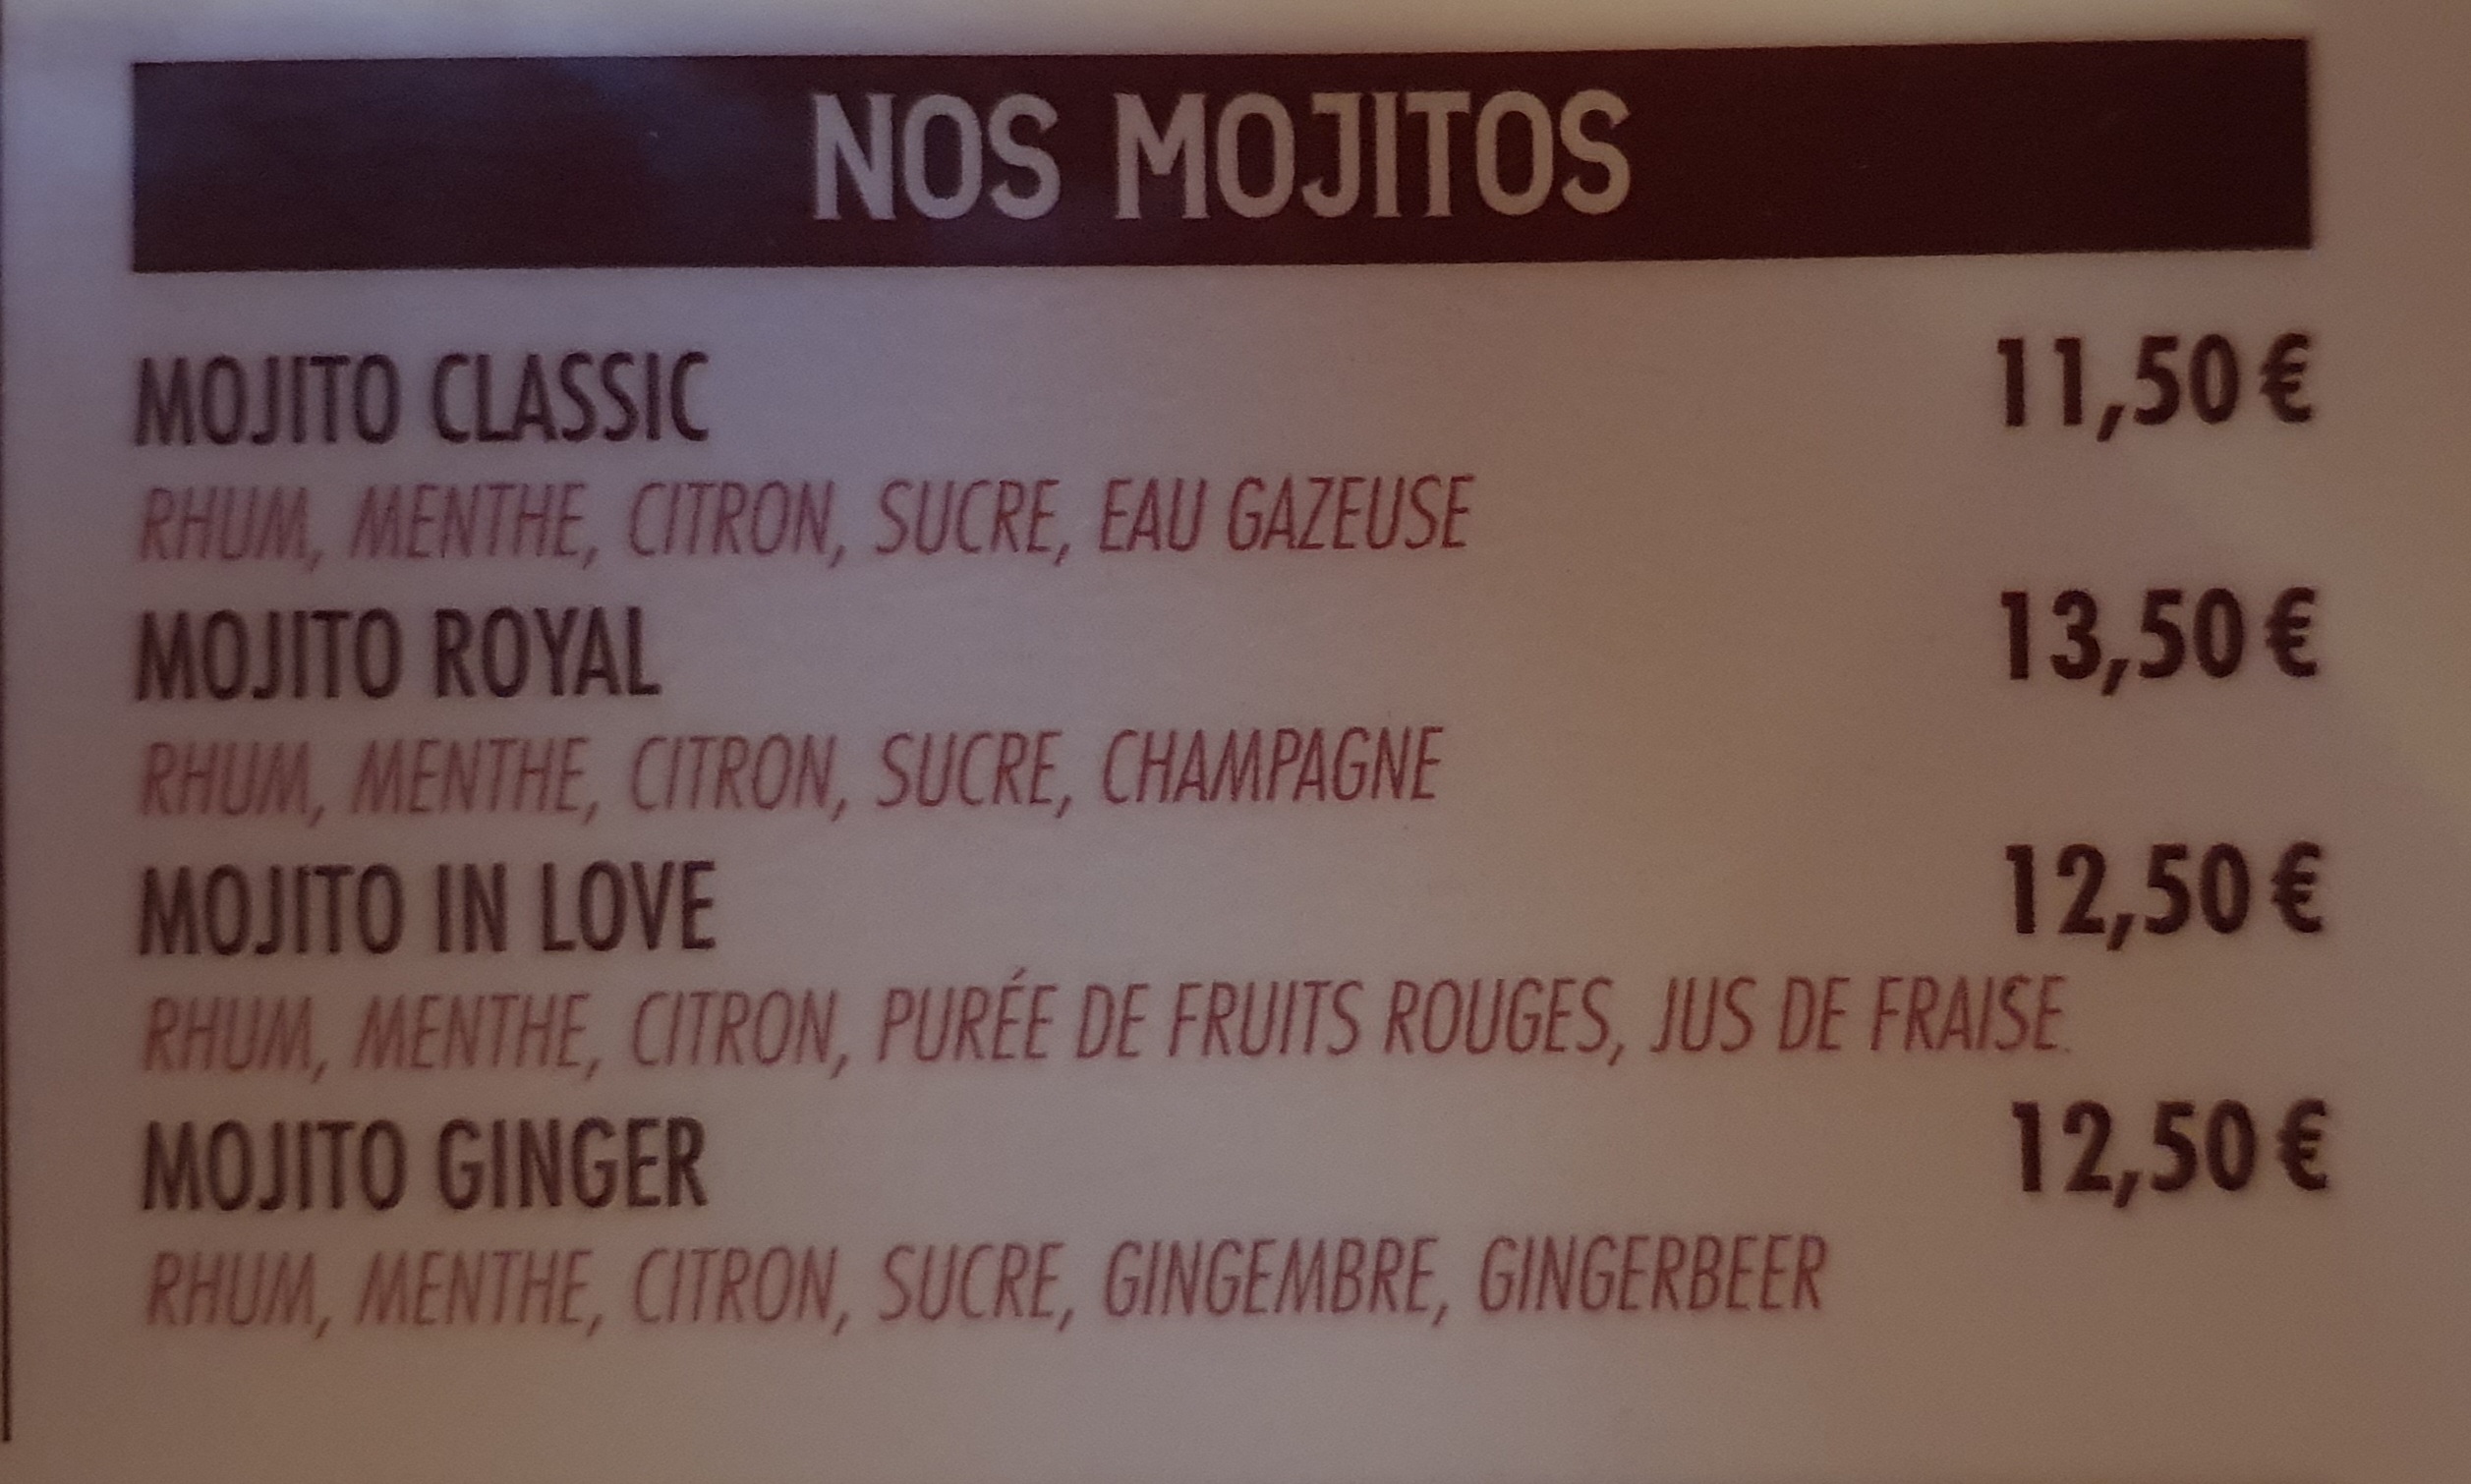 NOS MOJITOS
MOJITO CLASSIC 11,50 €
RHUM, MENTHE, CITRON, SUCRE, EAU GAZEUSE
MOJITO ROYAL 13,50 €
RHUM, MENTHE, CITRON, SUCRE, CHAMPAGNE
MOJITO IN LOVE 12,50 €
RHUM, MENTHE, CITRON, PURÉE DE FRUITS ROUGES, JUS DE FRAISE.
MOJITO GINGER 12,50 €
RHUM, MENTHE, CITRON, SUCRE, GINGEMBRE, GINGERBEER